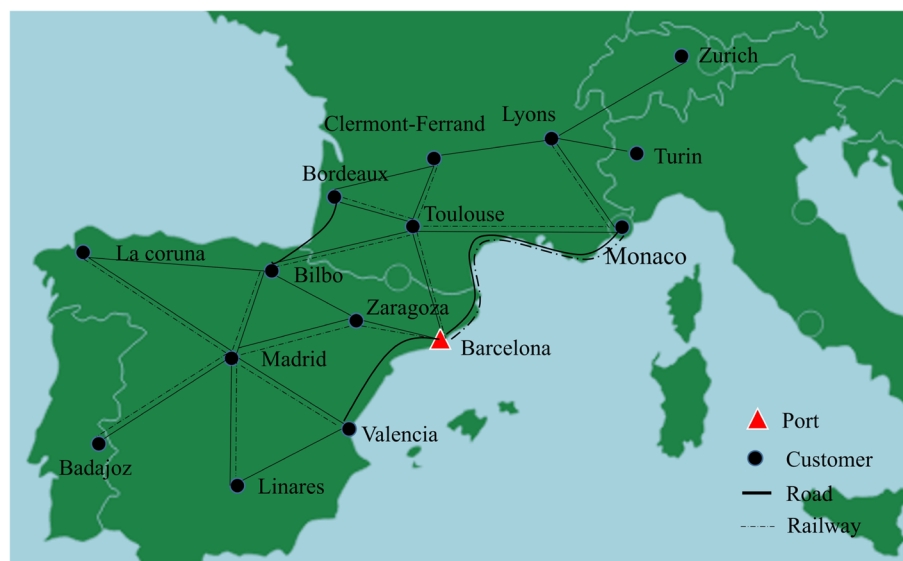 Zurich
Lyons
Clermont-Ferrand
Turin
Bordeaux
Toulouse
La coruna
Monaco
Bilbo
Zaragoza
Barcelona
Madrid
Valencia
Badajoz
Linares
Port
Customer
Road
Railway